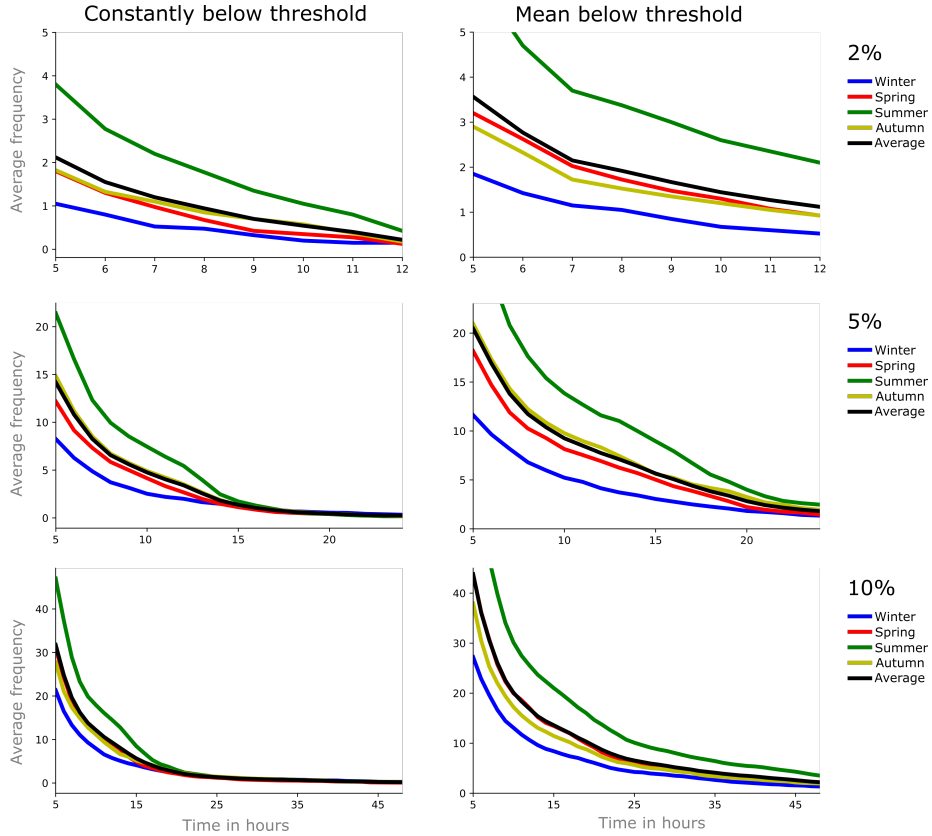 Constantly below threshold
Mean below threshold
Average frequency
5
4
3
2
1
0
5 6 7 8 9 10 11 12
5
4
3
2
1
0
5 6 7 8 9 10 11 12
2%
Winter
Spring
Summer
Autumn
Average
Average frequency
20
15
10
5
0
5 10 15 20
20
15
10
5
0
5 10 15 20
5%
Winter
Spring
Summer
Autumn
Average
Average frequency
40
30
20
10
0
5 15 25 35 45
Time in hours
40
30
20
10
0
5 15 25 35 45
Time in hours
10%
Winter
Spring
Summer
Autumn
Average